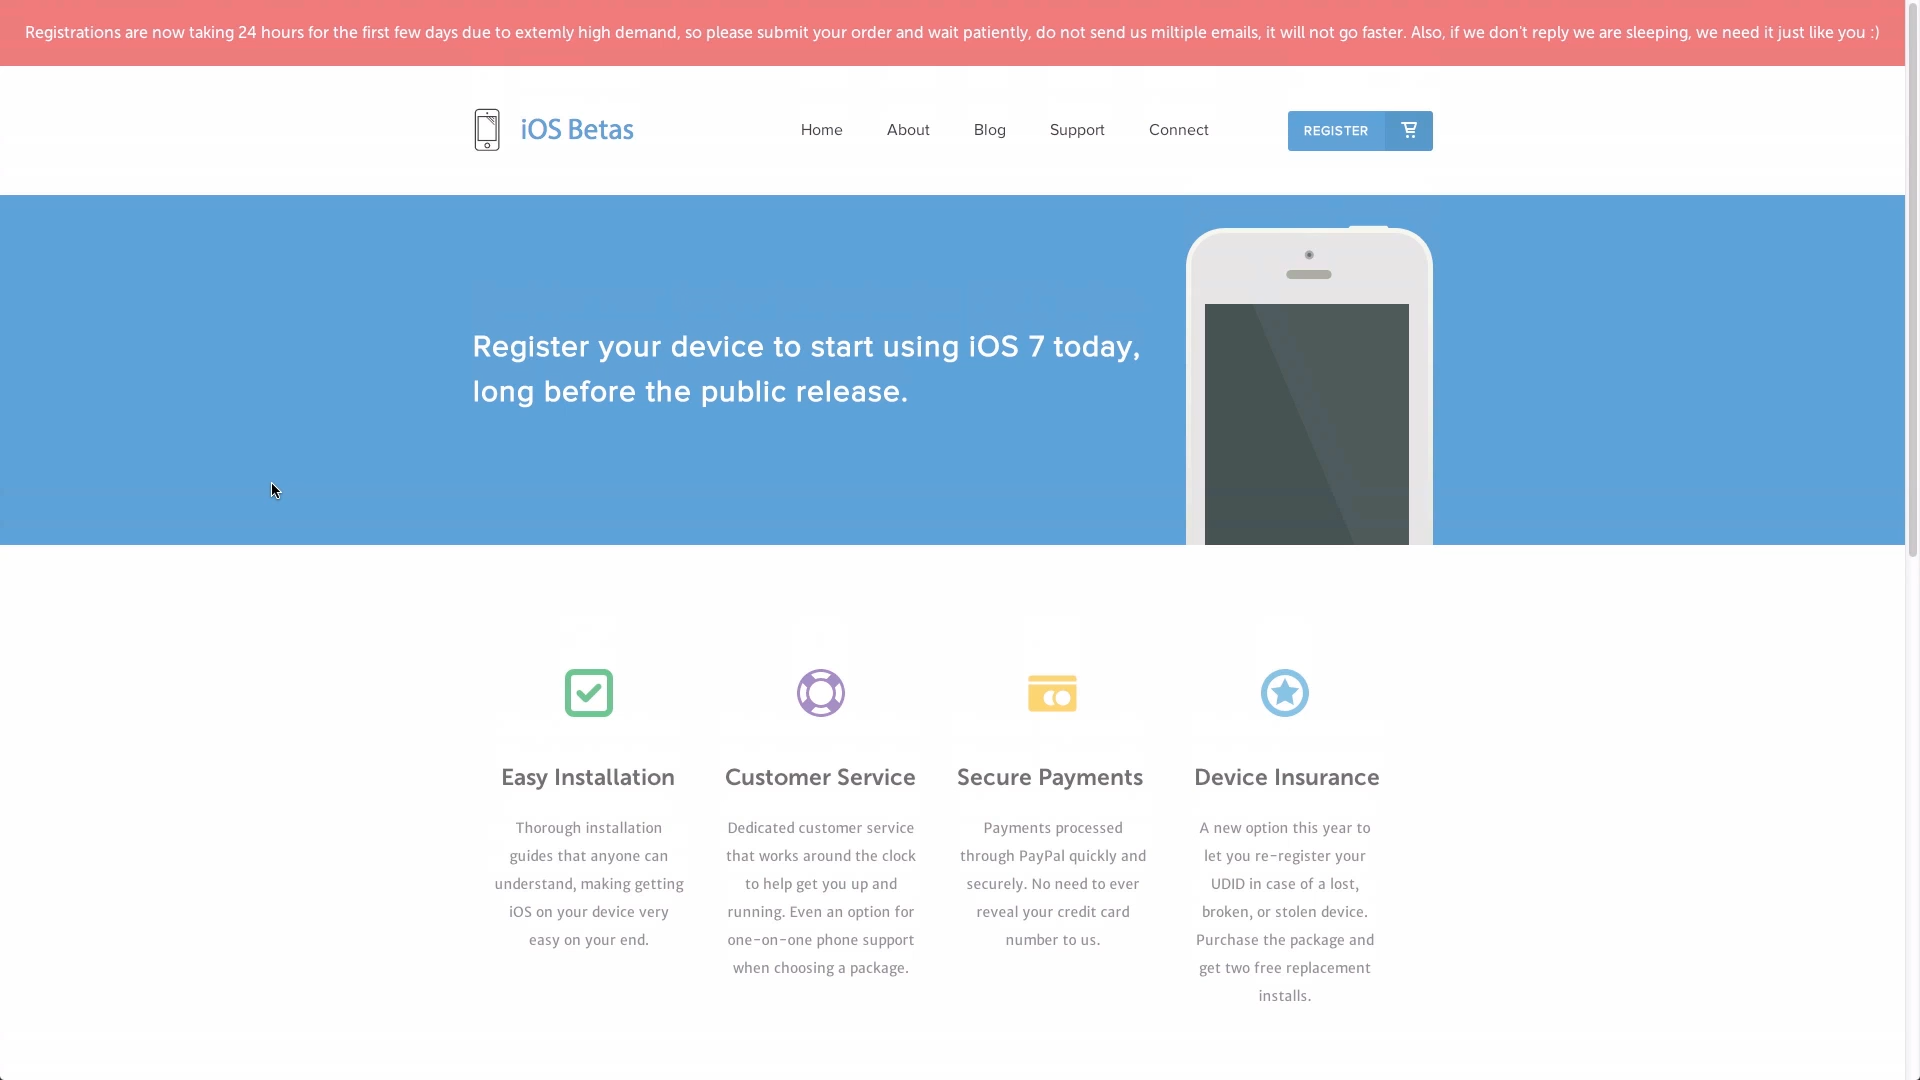 Registrations are now taking 24 hours for the first few days due to extemly high demand, so please submit your order and wait patiently, do not send us miltiple emails, it will not go faster. Also, if we don't reply we are sleeping, we need it just like you :)
iOS Betas
Home
About
Blog
Support
Connect
REGISTER
Register your device to start using iOS 7 today,
long before the public release.
Easy Installation
Thorough installation
guides that anyone can
understand, making getting
iOS on your device very
easy on your end.
Customer Service
Dedicated customer service
that works around the clock
to help get you up and
running. Even an option for
one-on-one phone support
when choosing a package.
Secure Payments
Payments processed
through PayPal quickly and
securely. No need to ever
reveal your credit card
number to us.
Device Insurance
A new option this year to
let you re-register your
UDID in case of a lost,
broken, or stolen device.
Purchase the package and
get two free replacement
installs.